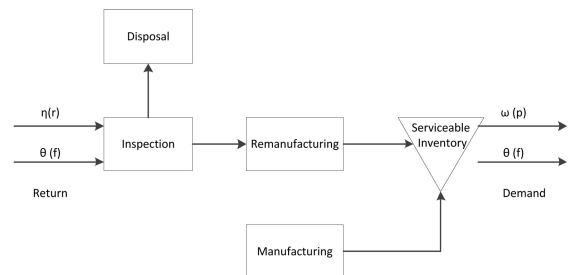 Disposal
η(r)
ω (p)
Serviceable
Inventory
Inspection
Remanufacturing
θ (f)
θ (f)
Return
Demand
Manufacturing